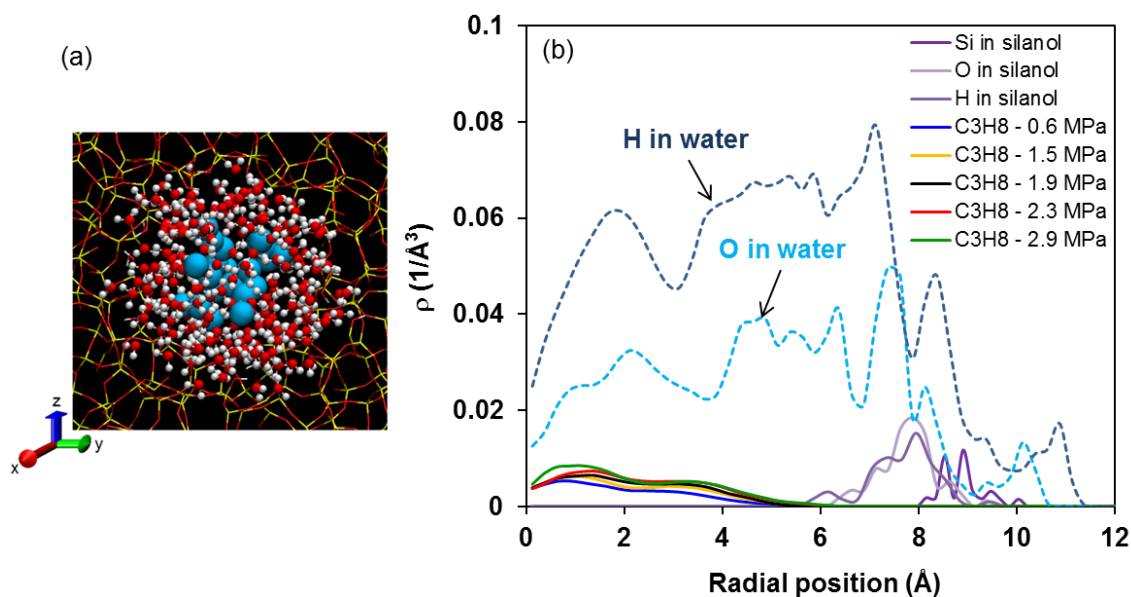 (a)
z
y
x
(b)
ρ (1/Å³)
0.1
0.08
0.06
0.04
0.02
0
H in water
O in water
Si in silanol
O in silanol
H in silanol
C3H8 - 0.6 MPa
C3H8 - 1.5 MPa
C3H8 - 1.9 MPa
C3H8 - 2.3 MPa
C3H8 - 2.9 MPa
0 2 4 6 8 10 12
Radial position (Å)